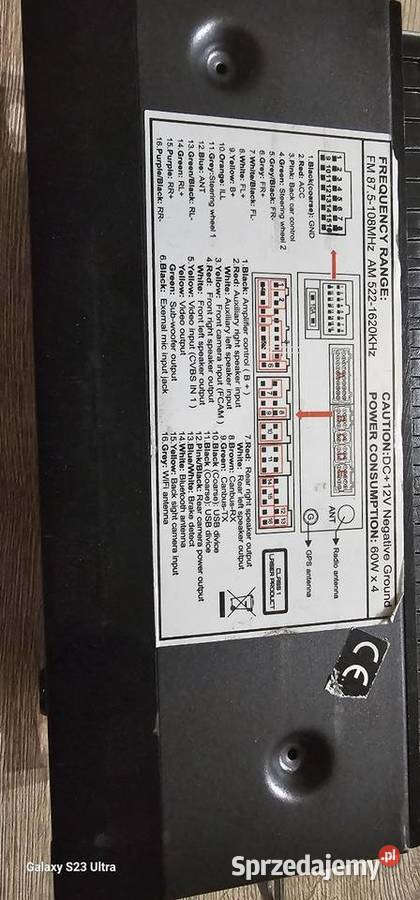 FREQUENCY RANGE:
FM 87.5-108MHz AM 522-1620KHz
CAUTION:DC+12V Negative Ground
POWER CONSUMPTION: 60W x 4
1.Black(coarse): GND
2.Red: ACC
3.Pink: Back car control
4.Green: Steering wheel 2
5.Grey/Black: FR-
6.Grey: FR+
7.White/Black: FL-
8.White: FL+
9.Yellow: B+
10.Orange: ILL
11.Grey:Steering wheel 1
12.Blue: ANT
13.Green/Black: RL-
14.Green: RL+
15.Purple: RR+
16.Purple/Black: RR-
1.Black: Amplifier control ( B + )
2.Red: Auxiliary right speaker input
White: Auxiliary left speaker input
3.Yellow: Front camera input (FCAM )
4.Red: Front right speaker output
White: Front left speaker output
5.Yellow: Video input (CVBS IN 1 )
Yellow: Video output
Green: Sub-woofer output
6.Black: Exernal mic input jack
7.Red: Rear right speaker output
White: Rear left speaker output
8.Brown: Canbus-RX
9.Green: Canbus-TX
10.Black (Coarse): USB divice
11.Black (Coarse): USB divice
12.Pink/Black: Rear camera power output
13.Blue/White: Brake detect
14.White: Bluetooth antenna
15.Yellow: Back sight camera input
16.Grey: WIFI antenna
ANT
Radio antenna
G
GPS antenna
CLASS 1
LASER PRODUCT
CE
Galaxy S23 Ultra
Sprzedajemy.pl